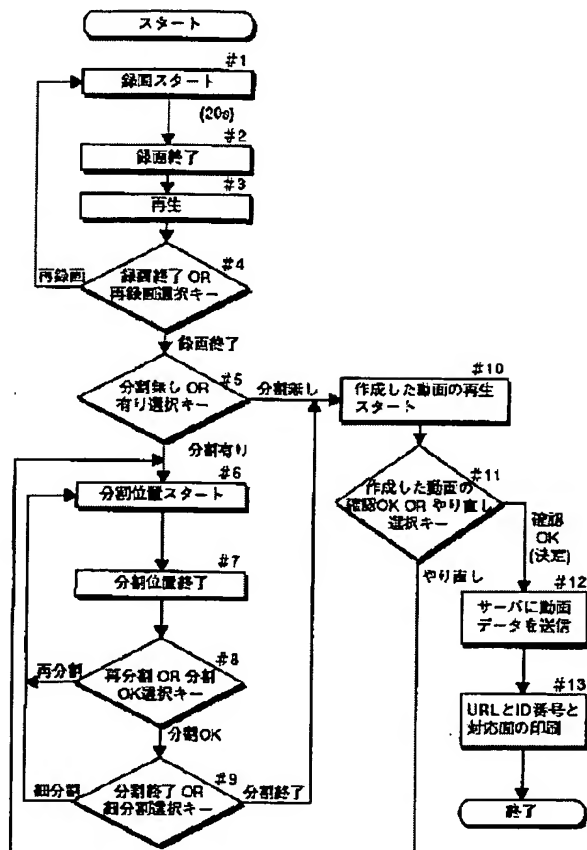 スタート
#1
録画スタート
(20s)
#2
録画終了
#3
再生
#4
録画終了 OR
再録画選択キー
再録画
録画終了
#5
分割無し OR
有り選択キー
分割無し
分割有り
#6
分割位置スタート
#7
分割位置終了
#8
再分割 OR 分割
OK選択キー
再分割
分割OK
#9
分割終了 OR
細分割選択キー
細分割
分割終了
#10
作成した動画の再生
スタート
#11
作成した動画の
確認OK OR やり直し
選択キー
確認
OK
(決定)
やり直し
#12
サーバに動画
データを送信
#13
URLとID番号と
対応面の印刷
終了